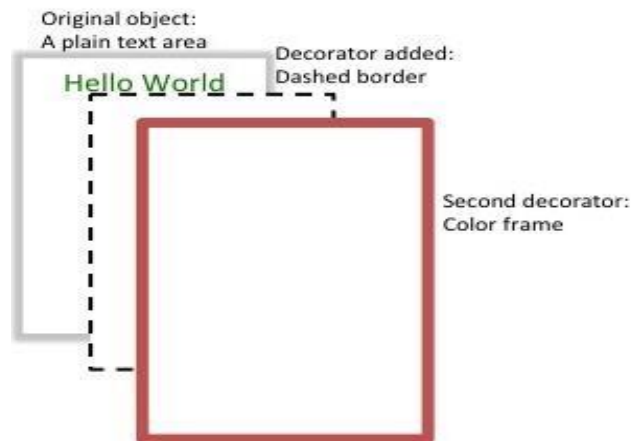 Original object:
A plain text area
Decorator added:
Dashed border
Hello World
Second decorator:
Color frame